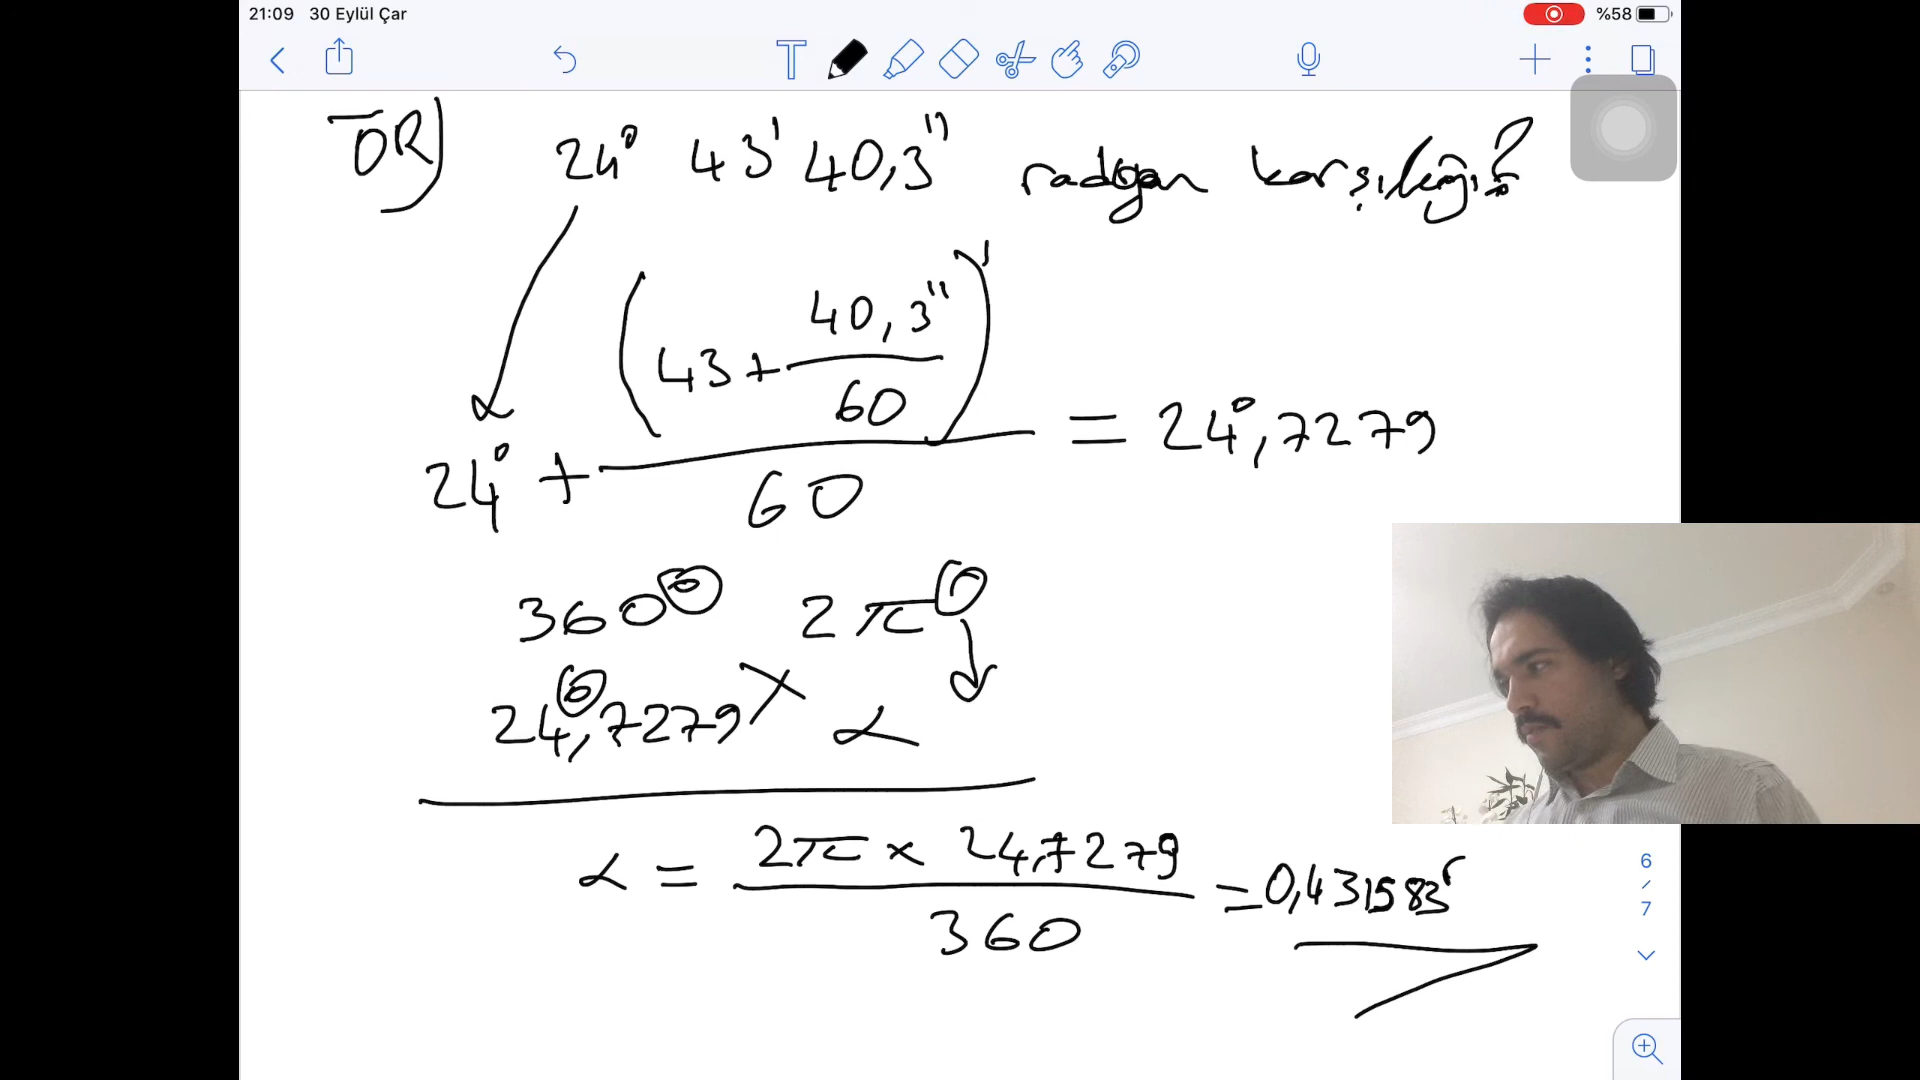 21:09 30 Eylül Çar %58
ÖR) 24° 43' 40,3" radyan karşılığı?
40,3"
(43 + ―)'
60
α
24° + ― = 24°,7279
60
360° 2π
24°,7279 × α
α = 2π × 24,7279 = 0,431583ʳ
360
6
/
7